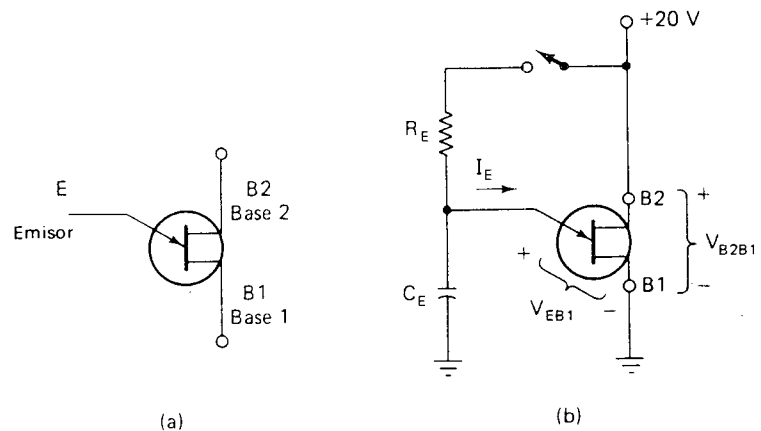 E
Emisor
B2
Base 2
B1
Base 1
(a)
+20 V
R_E
I_E
B2
+
V_B2B1
+
C_E
V_EB1
−
B1
−
(b)